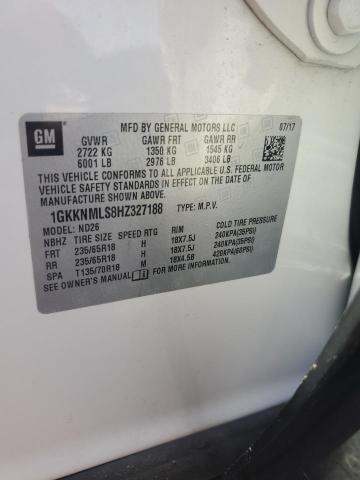 GM
MFD BY GENERAL MOTORS LLC 07/17
GVWR GAWR FRT GAWR RR
2722 KG 1350 KG 1545 KG
6001 LB 2976 LB 3406 LB
THIS VEHICLE CONFORMS TO ALL APPLICABLE U.S. FEDERAL MOTOR
VEHICLE SAFETY AND THEFT PREVENTION STANDARDS IN EFFECT ON THE DATE OF
MANUFACTURE SHOWN ABOVE.
1GKKNMLS8HZ327188 TYPE: M.P.V.
MODEL: ND26
NBHZ TIRE SIZE SPEED RTG RIM COLD TIRE PRESSURE
FRT 235/65R18 H 18X7.5J 240KPA(35PSI)
RR 235/65R18 H 18X7.5J 240KPA(35PSI)
SPA T135/70R18 M 18X4.5B 420KPA(60PSI)
SEE OWNER'S MANUAL